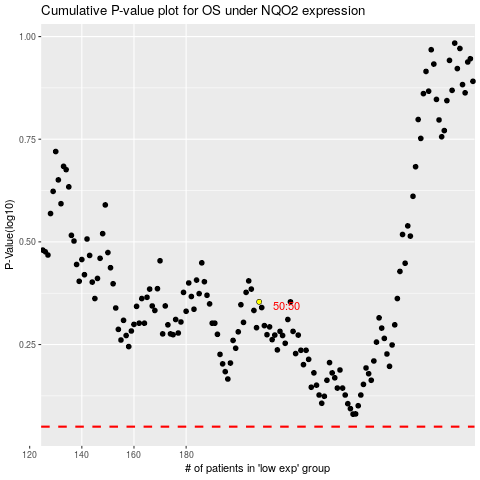 Cumulative P-value plot for OS under NQO2 expression
1.00
0.75
0.50
0.25
P-Value(log10)
50:50
120 140 160 180
# of patients in 'low exp' group